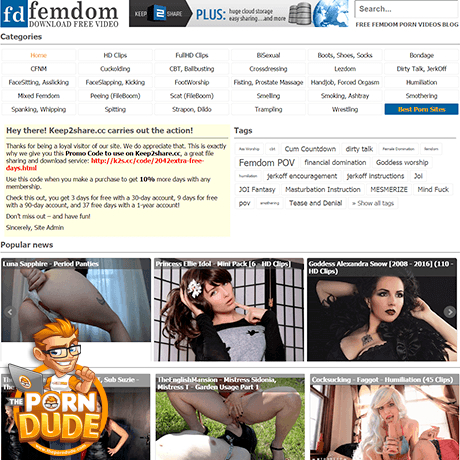 fd femdom
DOWNLOAD FREE VIDEO
KEEP 2 SHARE
PLUS: huge cloud storage
easy sharing...and more
Search...
FREE FEMDOM PORN VIDEOS BLOG
Categories
Home HD Clips FullHD Clips BiSexual Boots, Shoes, Socks Bondage
CFNM Cuckolding CBT, Ballbusting Crossdressing Lezdom Dirty Talk, JerkOff
FaceSitting, Asslicking FaceSlapping, Kicking FootWorship Fisting, Prostate Massage Handjob, Forced Orgasm Humiliation
Mixed Femdom Peeing (FileBoom) Scat (FileBoom) Smelling Smoking, Ashtray Smothering
Spanking, Whipping Spitting Strapon, Dildo Trampling Wrestling Best Porn Sites
Hey there! Keep2share.cc carries out the action!
Thanks for being a loyal visitor of our site. We do appreciate that. This is exactly
why we give you this Promo Code to use on Keep2share.cc, a great file
sharing and download service: http://k2s.cc/code/2042extra-free-
days.html
Use this code when you make a purchase to get 10% more days with any
membership.
Check this out, you get 3 days for free with a 30-day account, 9 days for free
with a 90-day account, and 37 free days with a 1-year account!
Don't miss out – and have fun!
Sincerely, Site Admin
Tags
Ass Worship cbt Cum Countdown dirty talk Female Domination femdom
Femdom POV financial domination Goddess worship
humiliation jerkoff encouragement jerkoff instructions Joi
JOI Fantasy Masturbation Instruction MESMERIZE Mind Fuck
pov smothering Tease and Denial » Show all tags
Popular news
Luna Sapphire - Period Panties
Princess Ellie Idol - Mini Pack [6 - HD Clips)
Goddess Alexandra Snow [2008 - 2016] (110 -
HD Clips)
, Sub Suzie -
TheEnglishMansion - Mistress Sidonia,
Mistress T - Garden Usage Part 1
Cocksucking - Faggot - Humiliation (45 Clips)
THE
PORN
DUDE